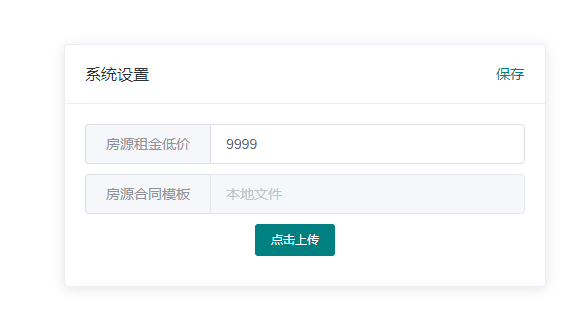 系统设置
保存
房源租金低价
9999
房源合同模板
本地文件
点击上传